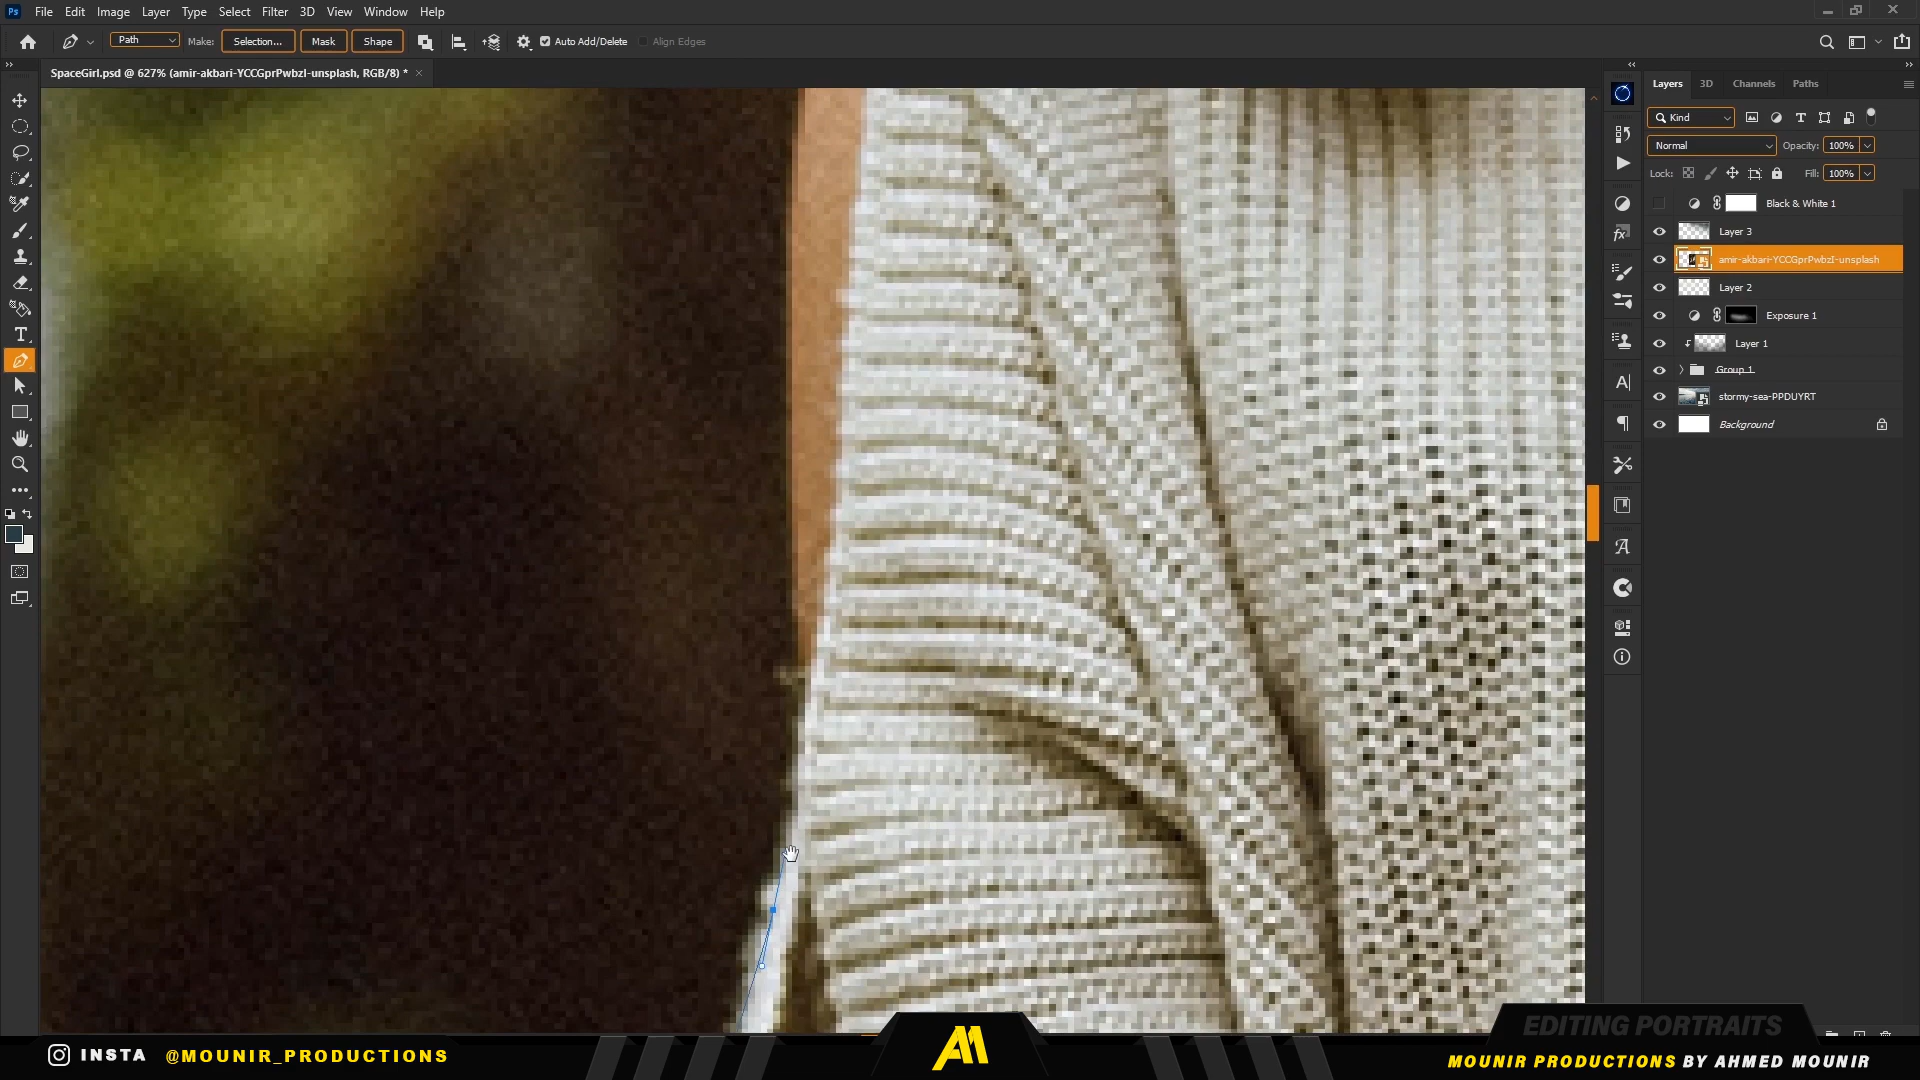 Ps File Edit Image Layer Type Select Filter 3D View Window Help
Path Make: Selection... Mask Shape Auto Add/Delete Align Edges
SpaceGirl.psd @ 627% (amir-akbari-YCCGprPwbzI-unsplash, RGB/8) * ×
Layers 3D Channels Paths
Kind
Normal Opacity: 100%
Lock: Fill: 100%
Black & White 1
Layer 3
amir-akbari-YCCGprPwbzI-unsplash
Layer 2
Exposure 1
Layer 1
Group 1
stormy-sea-PPDUYRT
Background
EDITING PORTRAITS
INSTA @MOUNIR_PRODUCTIONS
AM
MOUNIR PRODUCTIONS BY AHMED MOUNIR